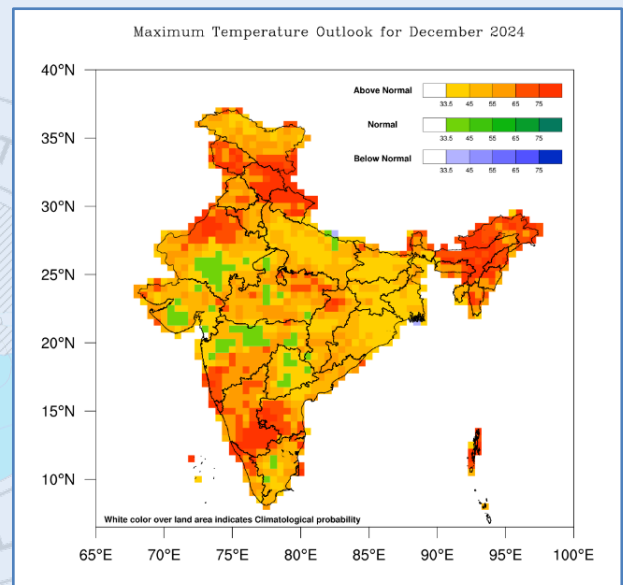 Maximum Temperature Outlook for December 2024
40°N
35°N
30°N
25°N
20°N
15°N
10°N
Above Normal
33.5 45 55 65 75
Normal
33.5 45 55 65 75
Below Normal
33.5 45 55 65 75
White color over land area indicates Climatological probability
65°E 70°E 75°E 80°E 85°E 90°E 95°E 100°E